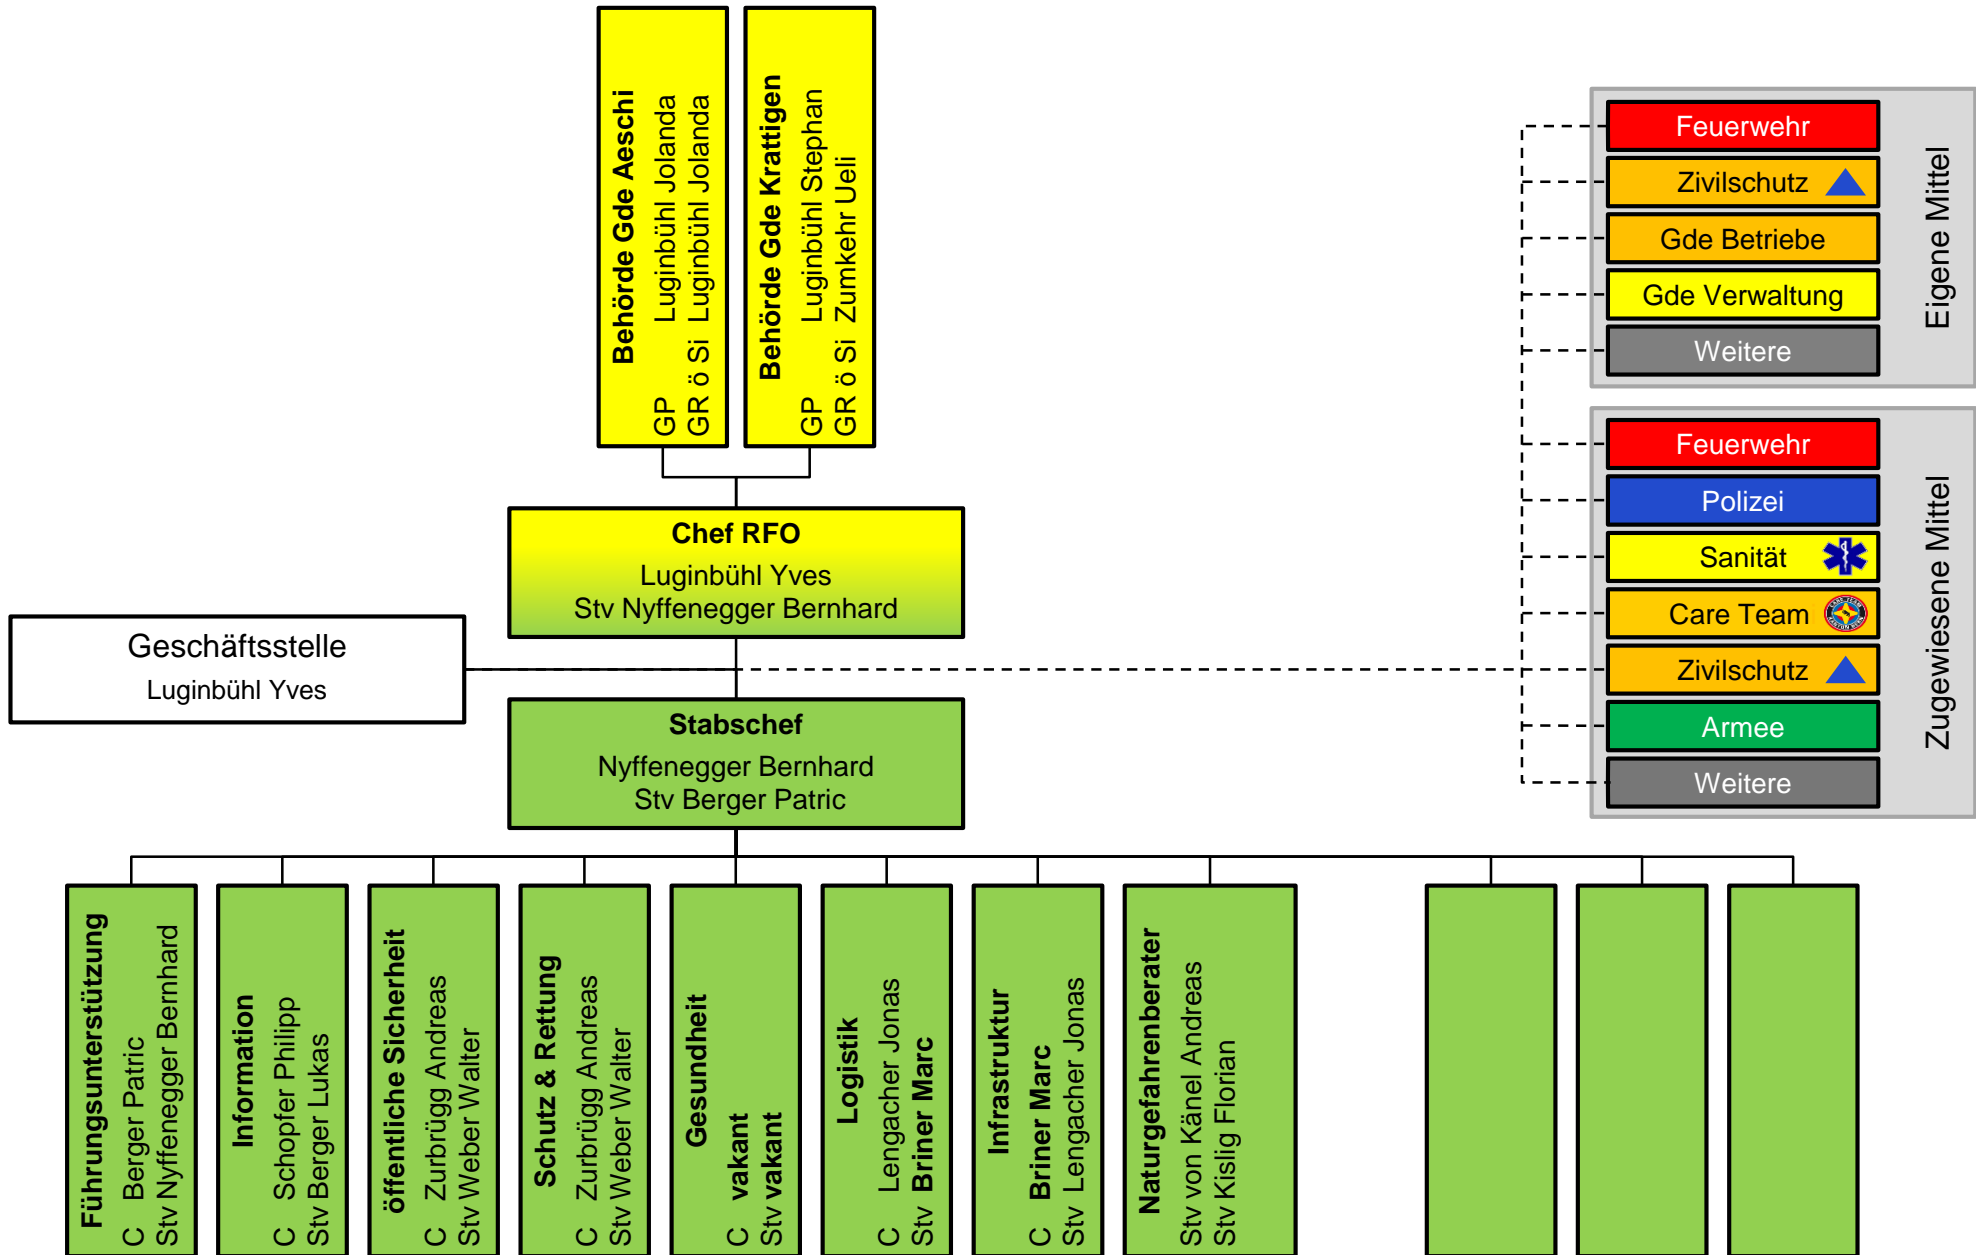 Behörde Gde Aeschi
GP Luginbühl Jolanda
GR ö Si Luginbühl Jolanda
Behörde Gde Krattigen
GP Luginbühl Stephan
GR ö Si Zumkehr Ueli
Chef RFO
Luginbühl Yves
Stv Nyffenegger Bernhard
Geschäftsstelle
Luginbühl Yves
Stabschef
Nyffenegger Bernhard
Stv Berger Patric
Führungsunterstützung
C Berger Patric
Stv Nyffenegger Bernhard
Information
C Schopfer Philipp
Stv Berger Lukas
öffentliche Sicherheit
C Zurbrügg Andreas
Stv Weber Walter
Schutz & Rettung
C Zurbrügg Andreas
Stv Weber Walter
Gesundheit
C vakant
Stv vakant
Logistik
C Lengacher Jonas
Stv Briner Marc
Infrastruktur
C Briner Marc
Stv Lengacher Jonas
Naturgefahrenberater
Stv von Känel Andreas
Stv Kislig Florian
Eigene Mittel
Feuerwehr
Zivilschutz
Gde Betriebe
Gde Verwaltung
Weitere
Zugewiesene Mittel
Feuerwehr
Polizei
Sanität
Care Team
Zivilschutz
Armee
Weitere